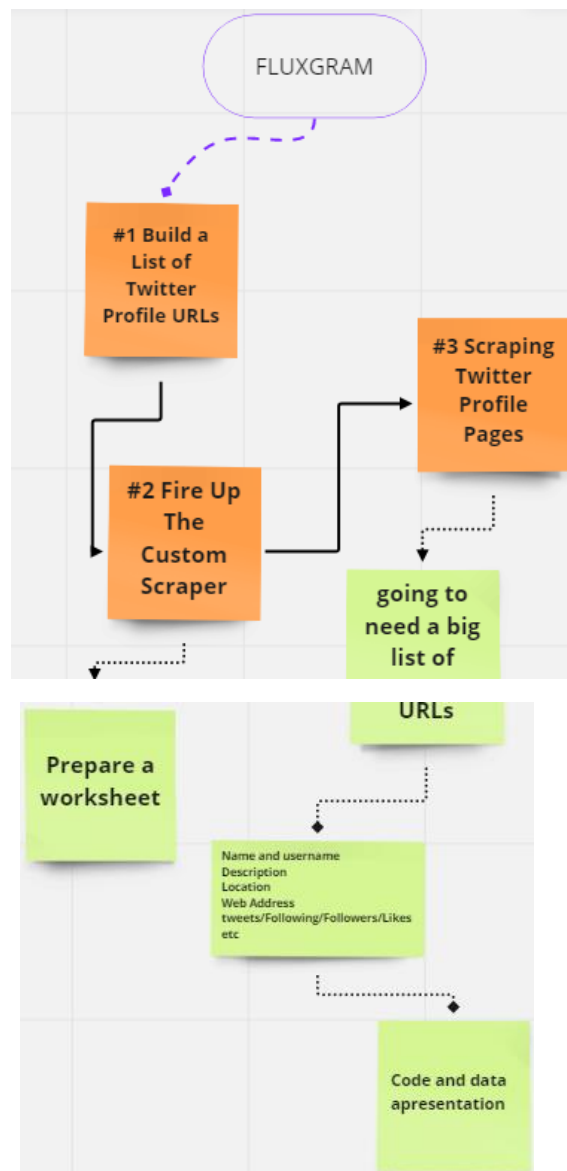 FLUXGRAM
#1 Build a
List of
Twitter
Profile URLs
#2 Fire Up
The
Custom
Scraper
#3 Scraping
Twitter
Profile
Pages
going to
need a big
list of
URLs
Prepare a
worksheet
Name and username
Description
Location
Web Address
tweets/Following/Followers/Likes
etc
Code and data
apresentation